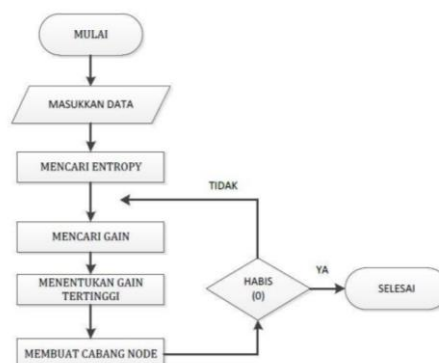 MULAI
MASUKKAN DATA
MENCARI ENTROPY
TIDAK
MENCARI GAIN
MENENTUKAN GAIN
TERTINGGI
HABIS
(0)
YA
SELESAI
MEMBUAT CABANG NODE